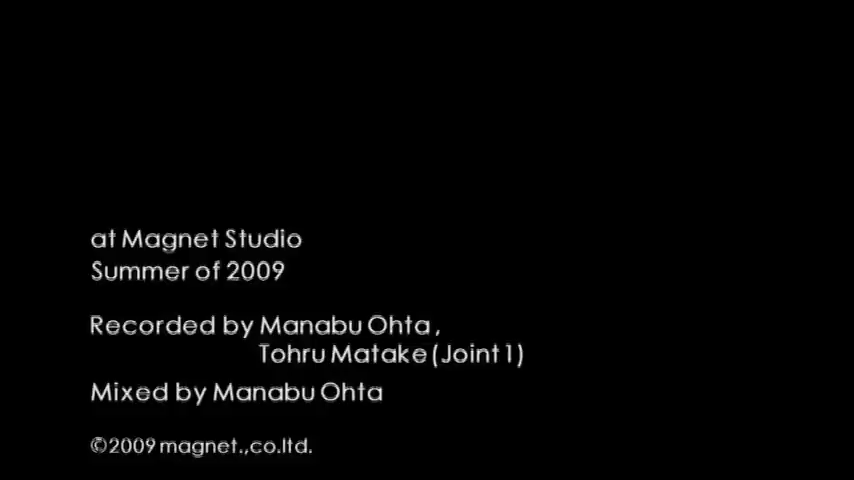 at Magnet Studio
Summer of 2009
Recorded by Manabu Ohta ,
Tohru Matake (Joint 1)
Mixed by Manabu Ohta
©2009 magnet.,co.ltd.